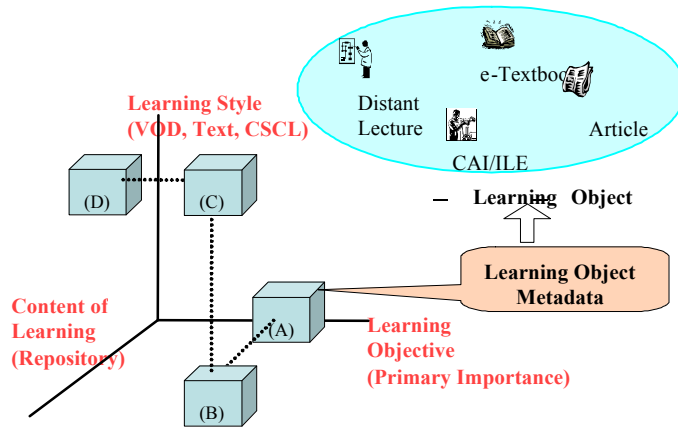 e-Textboo
Distant
Lecture
Article
CAI/ILE
Learning Object
Learning Object
Metadata
Learning Style
(VOD, Text, CSCL)
(D)
(C)
(A)
(B)
Content of
Learning
(Repository)
Learning
Objective
(Primary Importance)